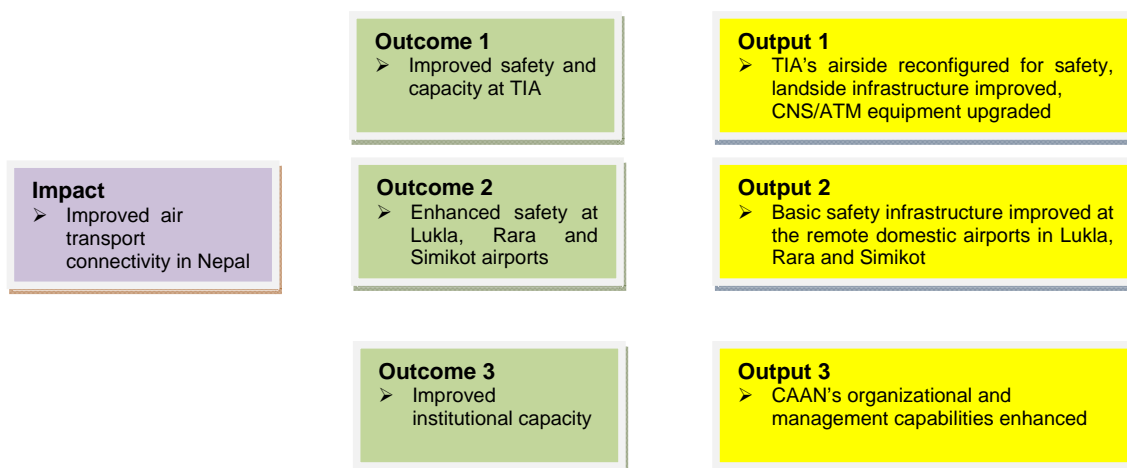 Impact
➢ Improved air
transport
connectivity in Nepal
Outcome 1
➢ Improved safety and
capacity at TIA
Outcome 2
➢ Enhanced safety at
Lukla, Rara and
Simikot airports
Outcome 3
➢ Improved
institutional capacity
Output 1
➢ TIA's airside reconfigured for safety,
landside infrastructure improved,
CNS/ATM equipment upgraded
Output 2
➢ Basic safety infrastructure improved at
the remote domestic airports in Lukla,
Rara and Simikot
Output 3
➢ CAAN's organizational and
management capabilities enhanced